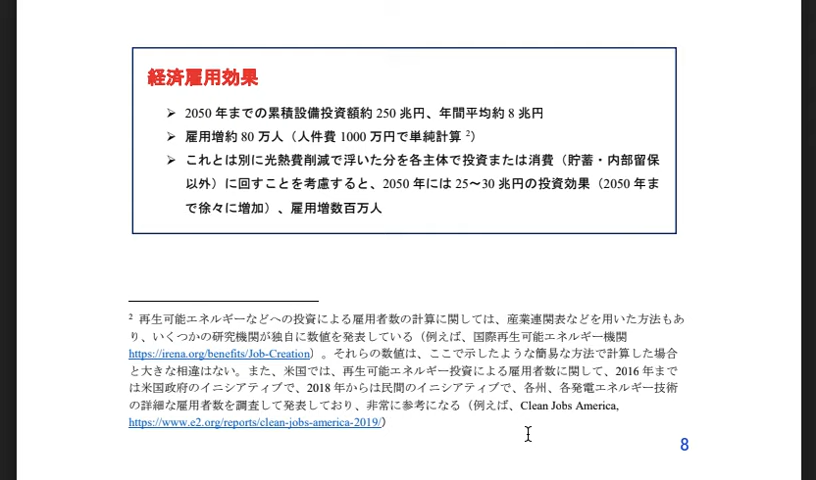 経済雇用効果
➢ 2050 年までの累積設備投資額約 250 兆円、年間平均約 8 兆円
➢ 雇用増約 80 万人（人件費 1000 万円で単純計算 ²）
➢ これとは別に光熱費削減で浮いた分を各主体で投資または消費（貯蓄・内部留保
以外）に回すことを考慮すると、2050 年には 25～30 兆円の投資効果（2050 年ま
で徐々に増加）、雇用増数百万人
² 再生可能エネルギーなどへの投資による雇用者数の計算に関しては、産業連関表などを用いた方法もあ
り、いくつかの研究機関が独自に数値を発表している（例えば、国際再生可能エネルギー機関
https://irena.org/benefits/Job-Creation）。それらの数値は、ここで示したような簡易な方法で計算した場合
と大きな相違はない。また、米国では、再生可能エネルギー投資による雇用者数に関して、2016 年まで
は米国政府のイニシアティブで、2018 年からは民間のイニシアティブで、各州、各発電エネルギー技術
の詳細な雇用者数を調査して発表しており、非常に参考になる（例えば、Clean Jobs America,
https://www.e2.org/reports/clean-jobs-america-2019/）
8